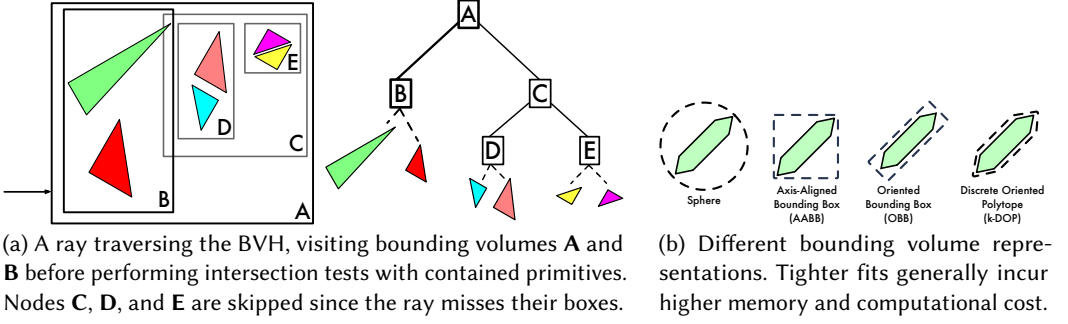 B
D
E
C
A
A
B
C
D
E
Sphere
Axis-Aligned
Bounding Box
(AABB)
Oriented
Bounding Box
(OBB)
Discrete Oriented
Polytope
(k-DOP)
(a) A ray traversing the BVH, visiting bounding volumes A and
B before performing intersection tests with contained primitives.
Nodes C, D, and E are skipped since the ray misses their boxes.
(b) Different bounding volume repre-
sentations. Tighter fits generally incur
higher memory and computational cost.